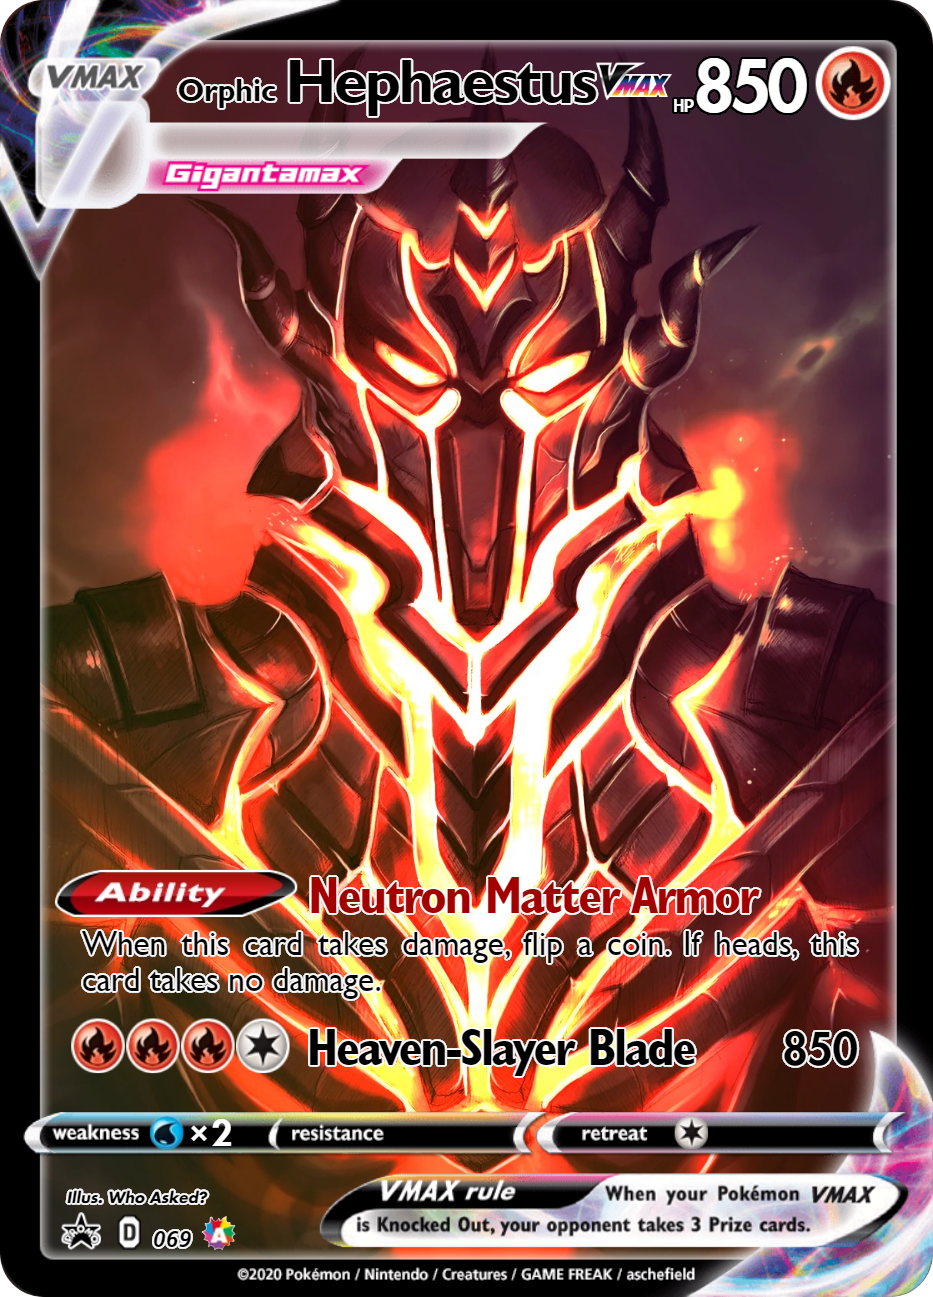 VMAX
Orphic Hephaestus VMAX HP 850
Gigantamax
Ability Neutron Matter Armor
When this card takes damage, flip a coin. If heads, this
card takes no damage.
Heaven-Slayer Blade 850
weakness ×2 resistance retreat
Illus. Who Asked?
VMAX rule When your Pokémon VMAX
is Knocked Out, your opponent takes 3 Prize cards.
PROMO D 069 A
©2020 Pokémon / Nintendo / Creatures / GAME FREAK / aschefield